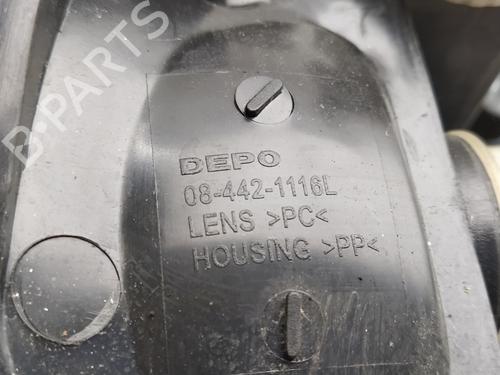 B-PARTS
DEPO
08-442-1116L
LENS >PC<
HOUSING >PP<